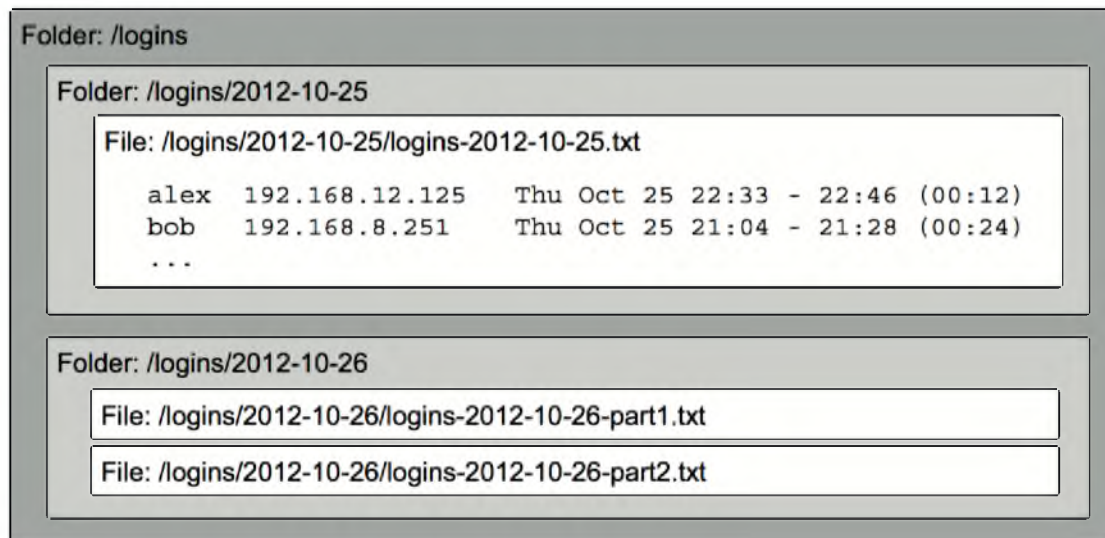 Folder: /logins
Folder: /logins/2012-10-25
File: /logins/2012-10-25/logins-2012-10-25.txt
alex 192.168.12.125 Thu Oct 25 22:33 - 22:46 (00:12)
bob 192.168.8.251 Thu Oct 25 21:04 - 21:28 (00:24)
...
Folder: /logins/2012-10-26
File: /logins/2012-10-26/logins-2012-10-26-part1.txt
File: /logins/2012-10-26/logins-2012-10-26-part2.txt